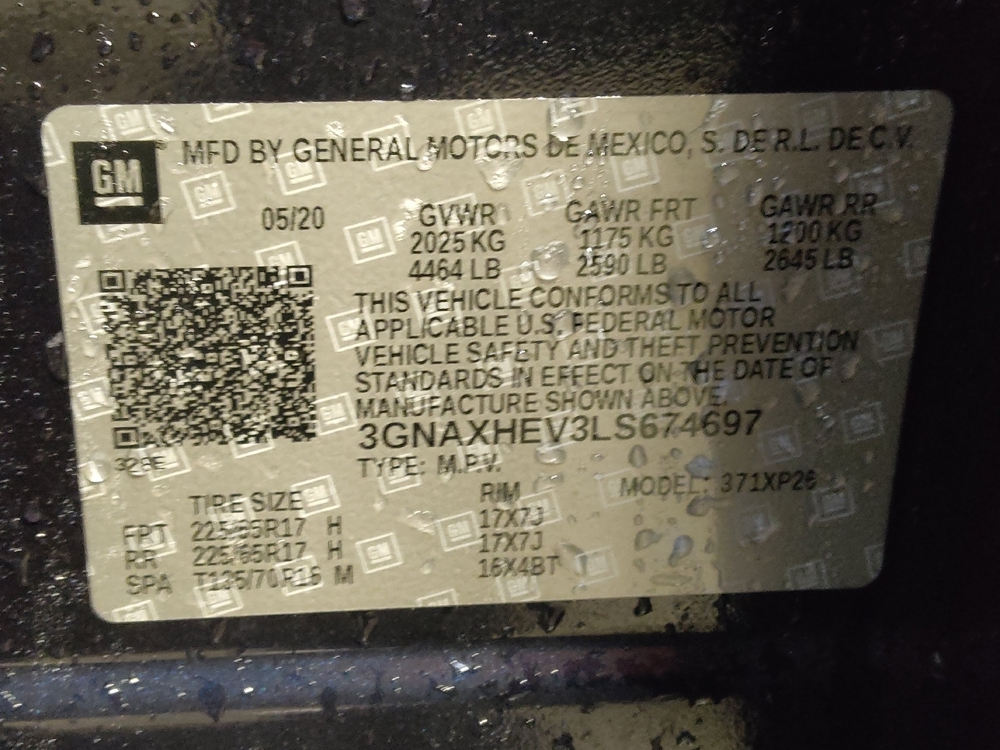 GM
MFD BY GENERAL MOTORS DE MEXICO, S. DE R.L. DE C.V.
05/20
GVWR GAWR FRT GAWR RR
2025 KG 1175 KG 1200 KG
4464 LB 2590 LB 2645 LB
THIS VEHICLE CONFORMS TO ALL
APPLICABLE U.S. FEDERAL MOTOR
VEHICLE SAFETY AND THEFT PREVENTION
STANDARDS IN EFFECT ON THE DATE OF
MANUFACTURE SHOWN ABOVE.
3GNAXHEV3LS674697
328E
TYPE: M.P.V.
MODEL: 371XP26
TIRE SIZE RIM
FRT 225/65R17 H 17X7J
RR 225/65R17 H 17X7J
SPA T135/70R16 M 16X4BT